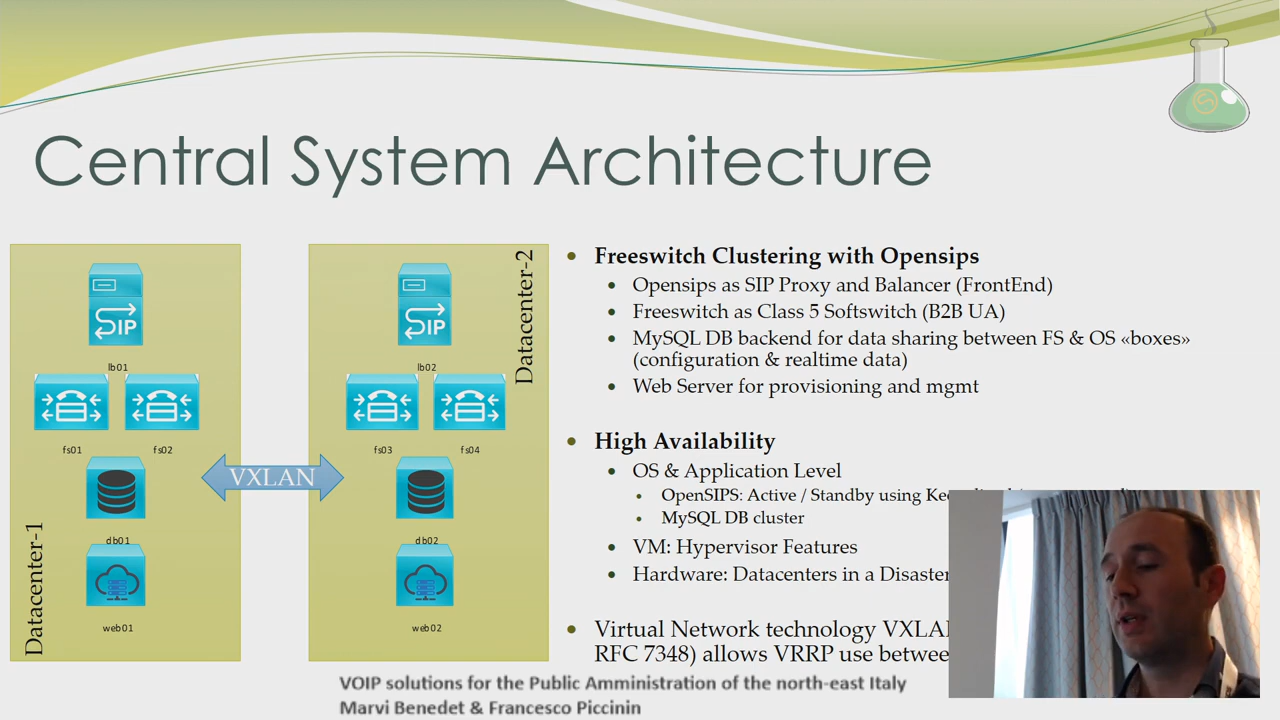 Central System Architecture
SIP
lb01
fs01
fs02
db01
web01
Datacenter-1
VXLAN
SIP
lb02
fs03
fs04
db02
web02
Datacenter-2
Freeswitch Clustering with Opensips
Opensips as SIP Proxy and Balancer (FrontEnd)
Freeswitch as Class 5 Softswitch (B2B UA)
MySQL DB backend for data sharing between FS & OS «boxes»
(configuration & realtime data)
Web Server for provisioning and mgmt
High Availability
OS & Application Level
OpenSIPS: Active / Standby using
MySQL DB cluster
VM: Hypervisor Features
Hardware: Datacenters in a Disaster
Virtual Network technology
RFC 7348) allows VRRP use
VOIP solutions for the Public Amministration of the north-east Italy
Marvi Benedet & Francesco Piccinin